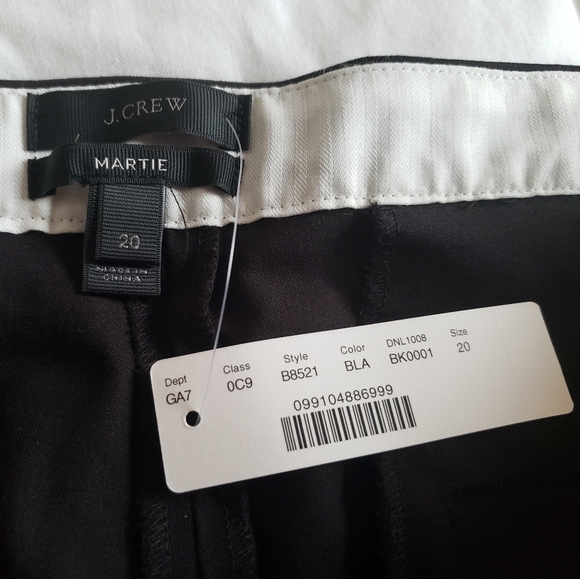 J.CREW
MARTIE
20
MADE IN
CHINA
Dept Class Style Color DNL1008 Size
GA7 0C9 B8521 BLA BK0001 20
099104886999